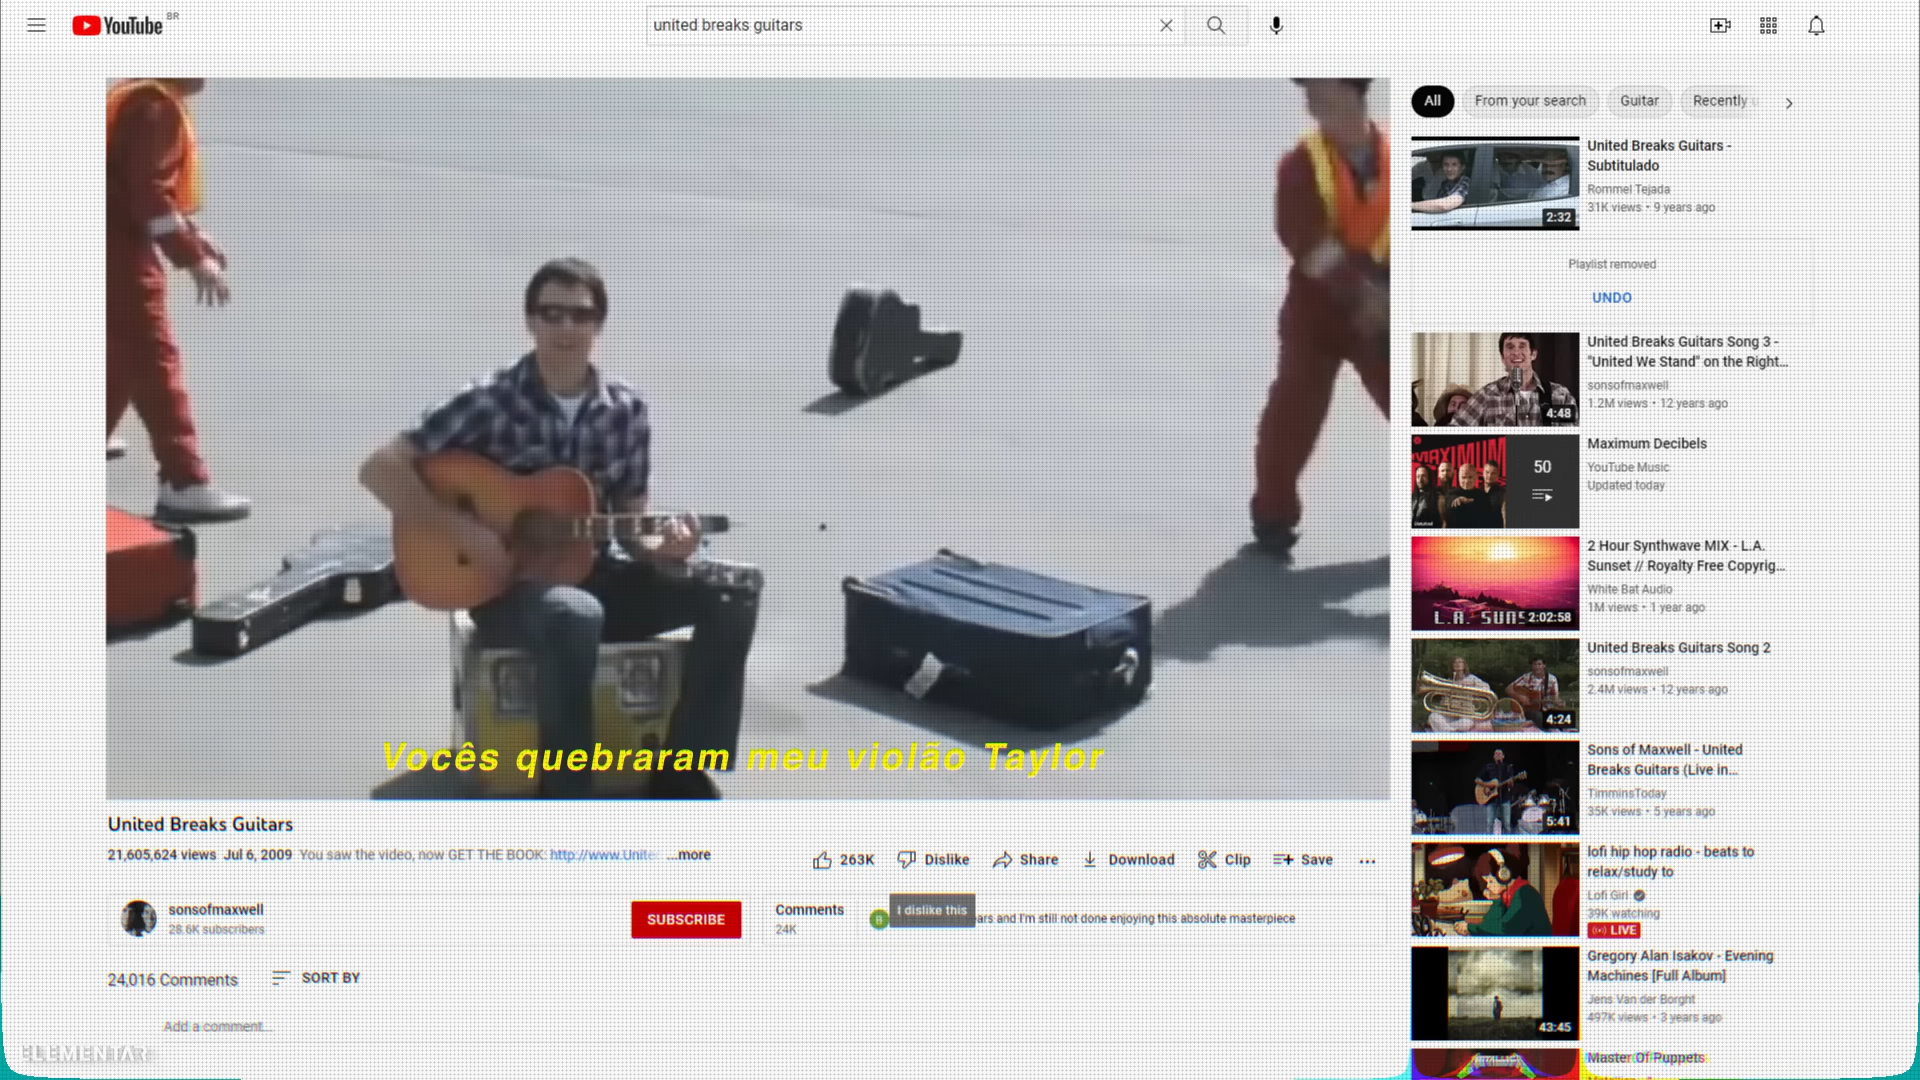 YouTube BR
united breaks guitars
Vocês quebraram meu violão Taylor
United Breaks Guitars
21,605,624 views Jul 6, 2009 You saw the video, now GET THE BOOK: http://www.Unite ...more
263K Dislike Share Download Clip Save
sonsofmaxwell
28.6K subscribers
SUBSCRIBE
Comments
24K
I dislike this
ars and I'm still not done enjoying this absolute masterpiece
24,016 Comments SORT BY
Add a comment...
ELEMENTAR
All From your search Guitar Recently u
United Breaks Guitars -
Subtitulado
Rommel Tejada
31K views • 9 years ago
2:32
Playlist removed
UNDO
United Breaks Guitars Song 3 -
"United We Stand" on the Right...
sonsofmaxwell
1.2M views • 12 years ago
4:48
MAXIMUM
50
Maximum Decibels
YouTube Music
Updated today
2 Hour Synthwave MIX - L.A.
Sunset // Royalty Free Copyrig...
White Bat Audio
1M views • 1 year ago
L.A. SUNS 2:02:58
United Breaks Guitars Song 2
sonsofmaxwell
2.4M views • 12 years ago
4:24
Sons of Maxwell - United
Breaks Guitars (Live in...
TimminsToday
35K views • 5 years ago
5:41
lofi hip hop radio - beats to
relax/study to
Lofi Girl
39K watching
LIVE
Gregory Alan Isakov - Evening
Machines [Full Album]
Jens Van der Borght
497K views • 3 years ago
43:45
Master Of Puppets